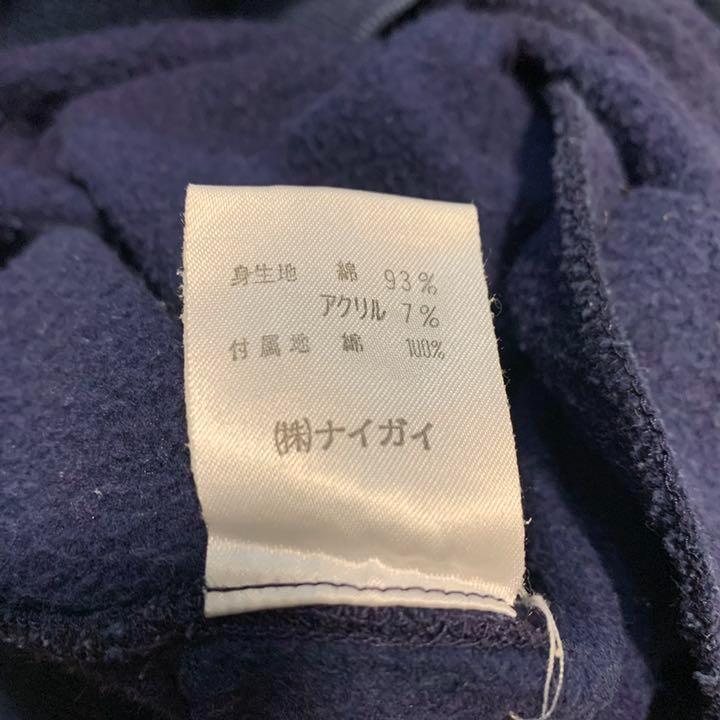 身生地 綿 93%
アクリル 7%
付属地 綿 100%
(株)ナイガイ